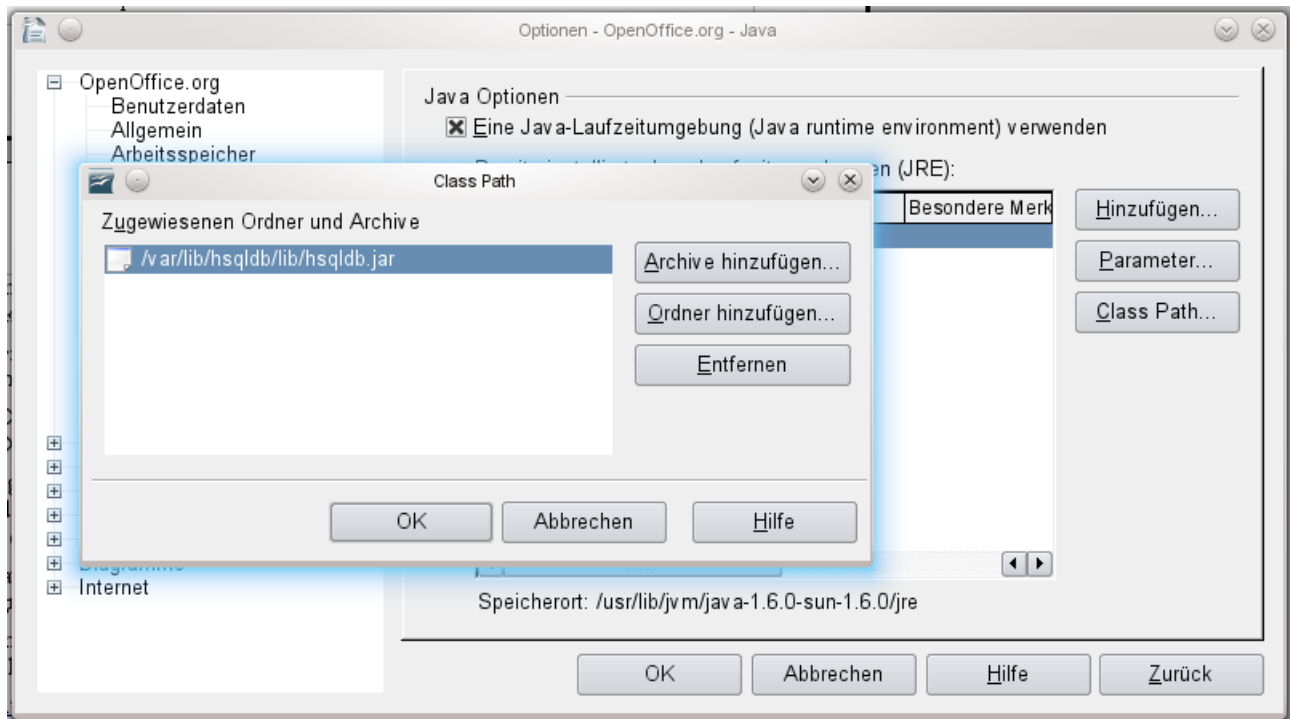 Optionen - OpenOffice.org - Java
OpenOffice.org
Benutzerdaten
Allgemein
Arbeitsspeicher
Internet
Java Optionen
Eine Java-Laufzeitumgebung (Java runtime environment) verwenden
(JRE):
Besondere Merk
Hinzufügen...
Parameter...
Class Path...
Class Path
Zugewiesenen Ordner und Archive
/var/lib/hsqldb/lib/hsqldb.jar
Archive hinzufügen...
Ordner hinzufügen...
Entfernen
OK
Abbrechen
Hilfe
Speicherort: /usr/lib/jvm/java-1.6.0-sun-1.6.0/jre
OK
Abbrechen
Hilfe
Zurück